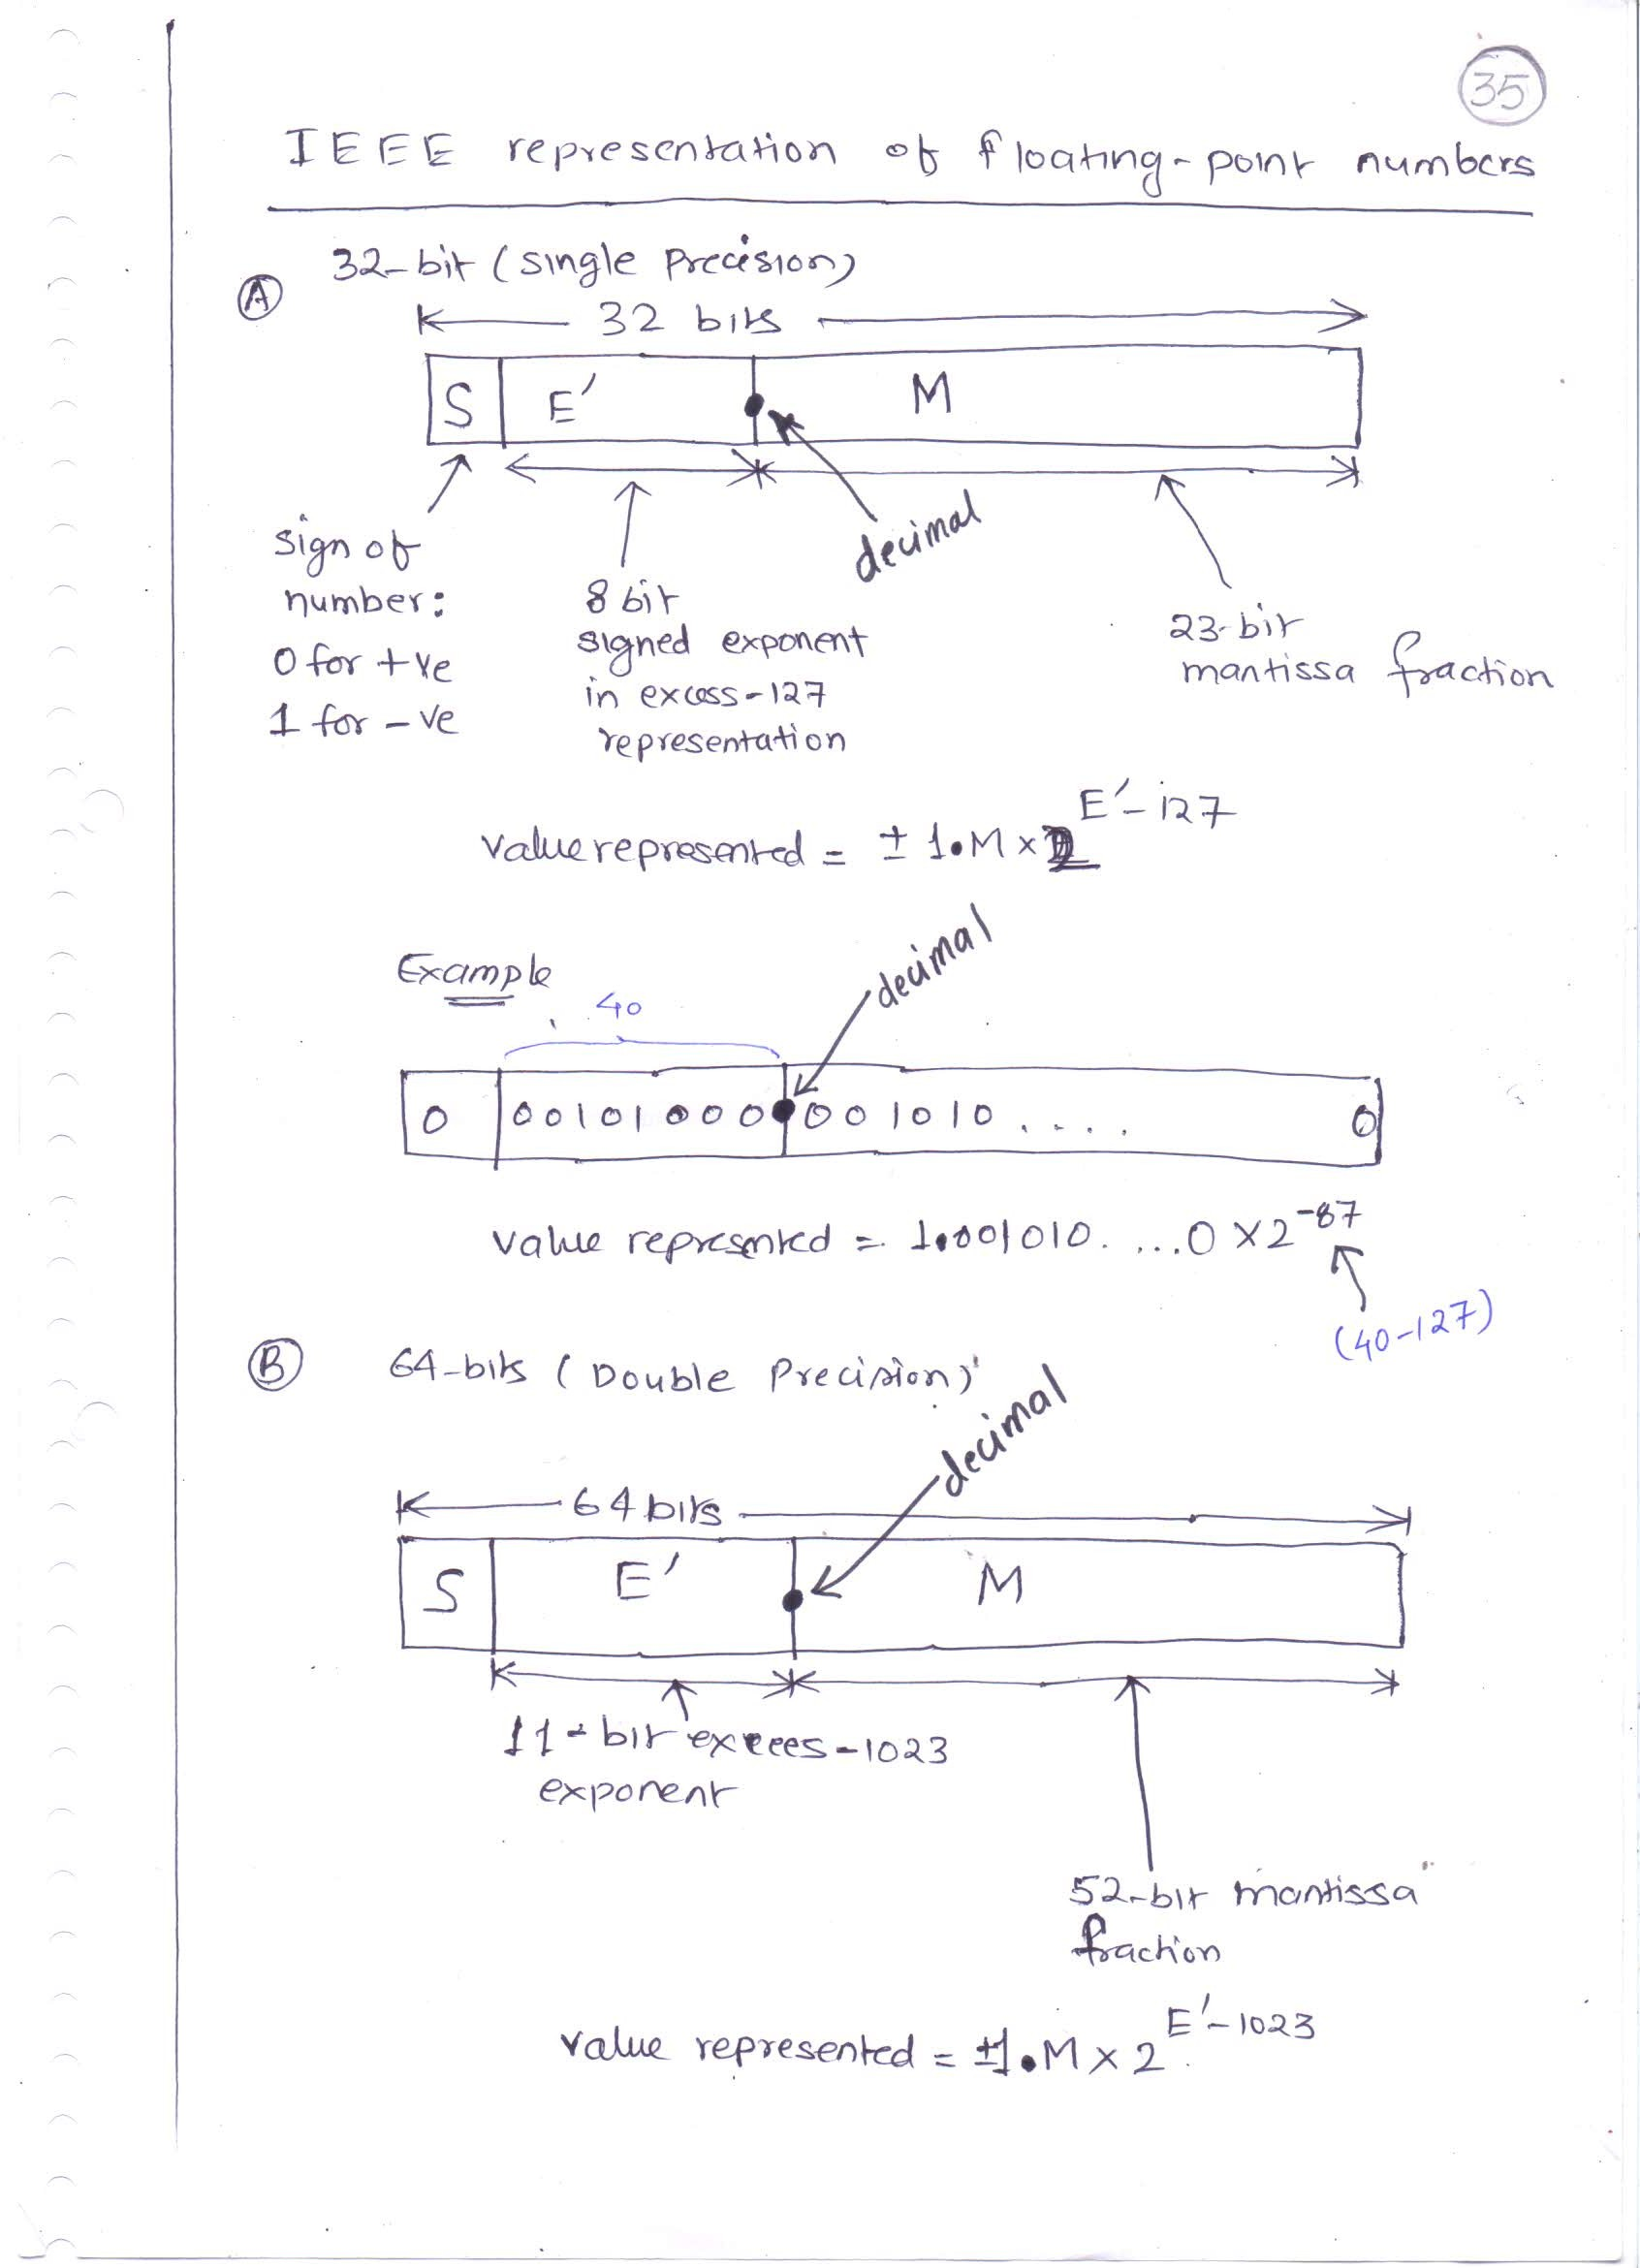 35
IEEE representation of floating-point numbers
A 32-bit (single precision)
32 bits
S E' M
decimal
sign of
number:
0 for +ve
1 for -ve
8 bit
signed exponent
in excess-127
representation
23-bit
mantissa fraction
value represented = ± 1.M × 2^E'-127
Example
decimal
40
0 00101000 001010 .... 0
value represented = 1.001010. ...0 × 2^-87
(40-127)
B 64-bits (Double Precision)
decimal
64 bits
S E' M
11-bit excees-1023
exponent
52-bit mantissa
fraction
value represented = ±1.M × 2^E'-1023